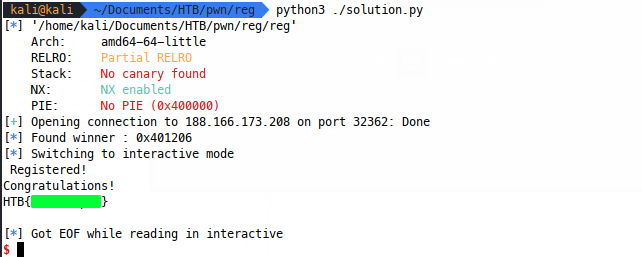 kali@kali ~/Documents/HTB/pwn/reg python3 ./solution.py
[*] '/home/kali/Documents/HTB/pwn/reg/reg'
Arch: amd64-64-little
RELRO: Partial RELRO
Stack: No canary found
NX: NX enabled
PIE: No PIE (0x400000)
[+] Opening connection to 188.166.173.208 on port 32362: Done
[*] Found winner : 0x401206
[*] Switching to interactive mode
Registered!
Congratulations!
HTB{ }
[*] Got EOF while reading in interactive
$